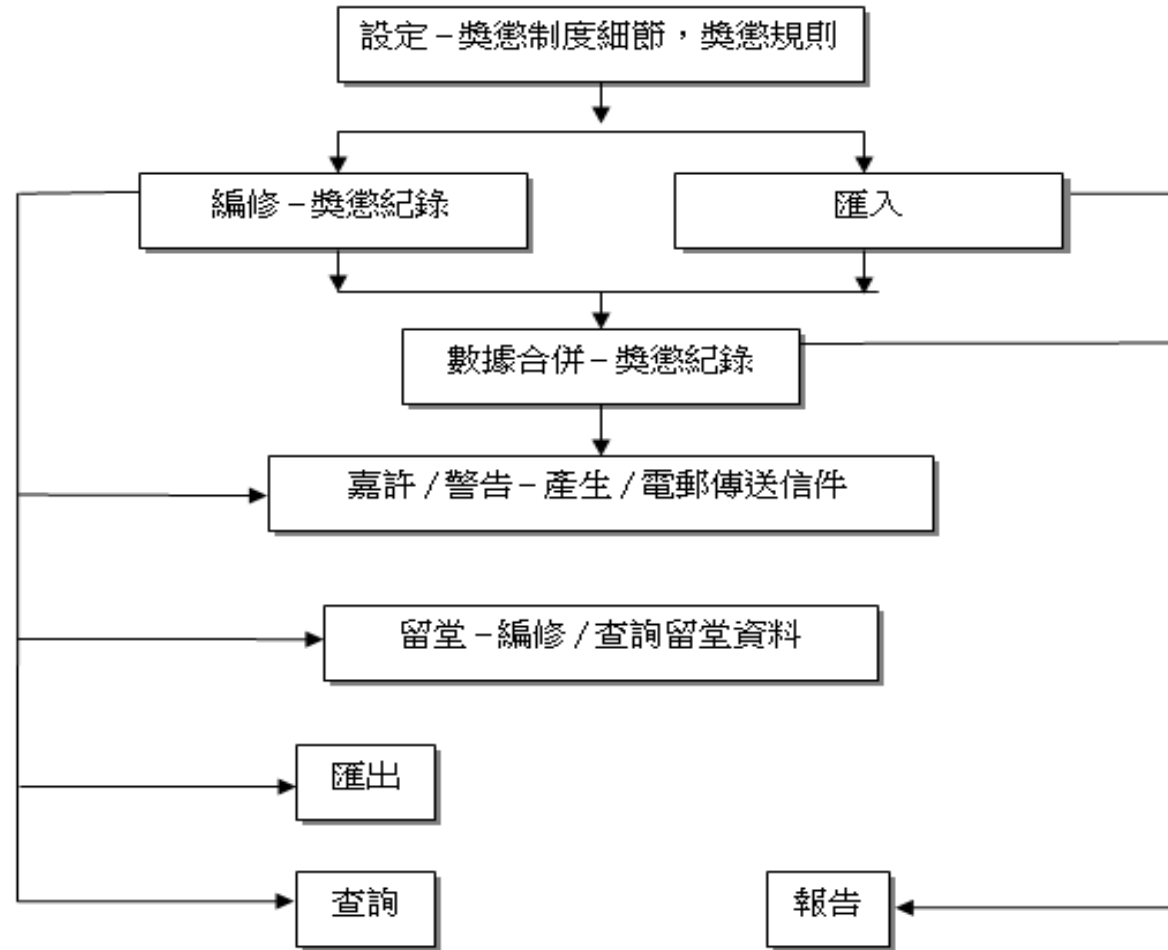 設定 – 獎懲制度細節，獎懲規則
編修 – 獎懲紀錄
匯入
數據合併 – 獎懲紀錄
嘉許 / 警告 – 產生 / 電郵傳送信件
留堂 – 編修 / 查詢留堂資料
匯出
查詢
報告